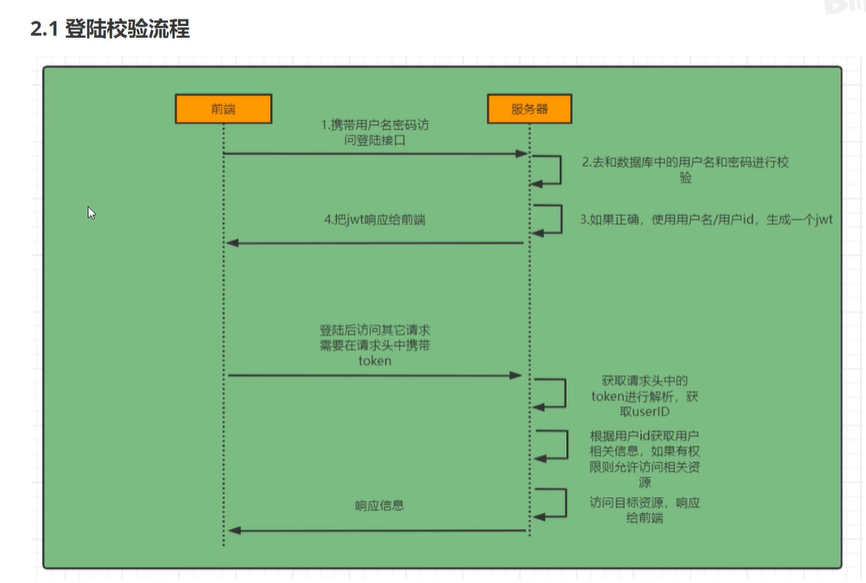 2.1 登陆校验流程
前端
服务器
1.携带用户名密码访
问登陆接口
2.去和数据库中的用户名和密码进行校
验
4.把jwt响应给前端
3.如果正确，使用用户名/用户id，生成一个jwt
登陆后访问其它请求
需要在请求头中携带
token
获取请求头中的
token进行解析，获
取userID
根据用户id获取用户
相关信息，如果有权
限则允许访问相关资
源
响应信息
访问目标资源，响应
给前端